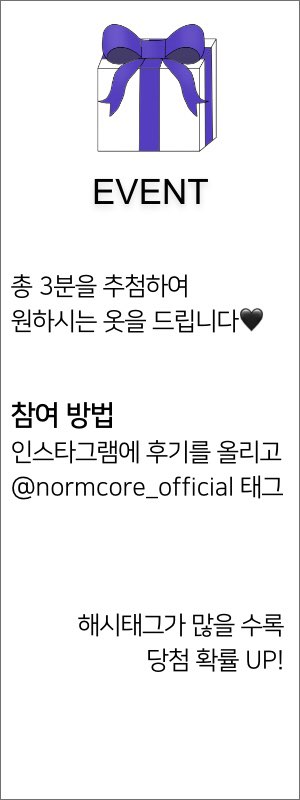 EVENT
총 3분을 추첨하여
원하시는 옷을 드립니다🖤
참여 방법
인스타그램에 후기를 올리고
@normcore_official 태그
해시태그가 많을 수록
당첨 확률 UP!